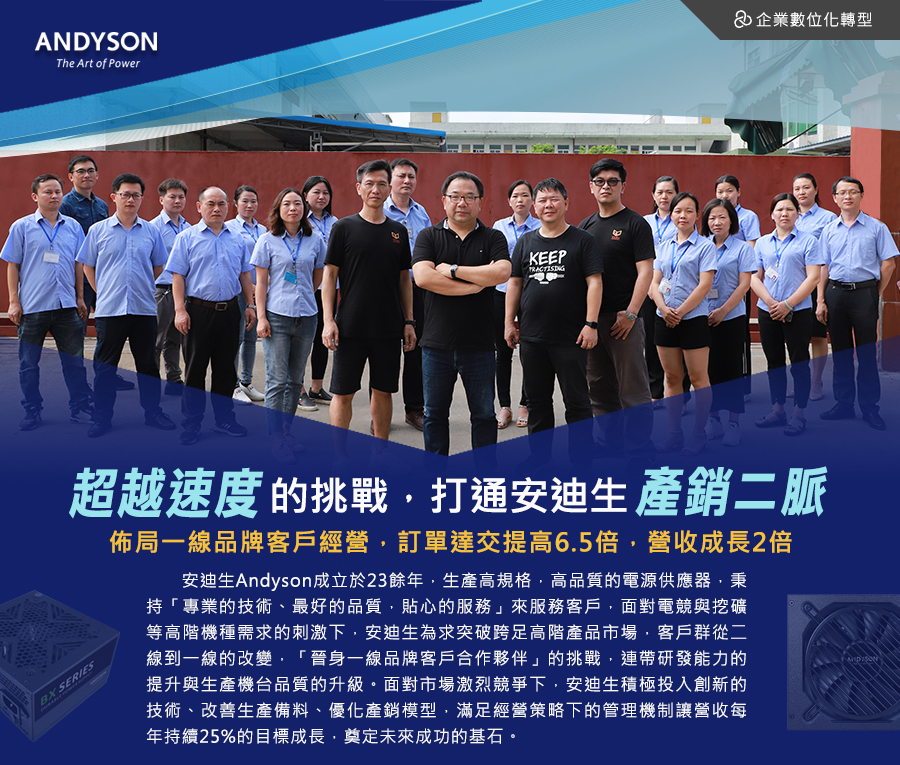 企業數位化轉型
ANDYSON
The Art of Power
KEEP
PRACTISING
超越速度的挑戰，打通安迪生產銷二脈
佈局一線品牌客戶經營，訂單達交提高6.5倍，營收成長2倍
安迪生Andyson成立於23餘年，生產高規格，高品質的電源供應器，秉
持「專業的技術、最好的品質，貼心的服務」來服務客戶，面對電競與挖礦
等高階機種需求的刺激下，安迪生為求突破跨足高階產品市場，客戶群從二
線到一線的改變，「晉身一線品牌客戶合作夥伴」的挑戰，連帶研發能力的
提升與生產機台品質的升級。面對市場激烈競爭下，安迪生積極投入創新的
技術、改善生產備料、優化產銷模型，滿足經營策略下的管理機制讓營收每
年持續25%的目標成長，奠定未來成功的基石。
BX SERIES
ANDYSON